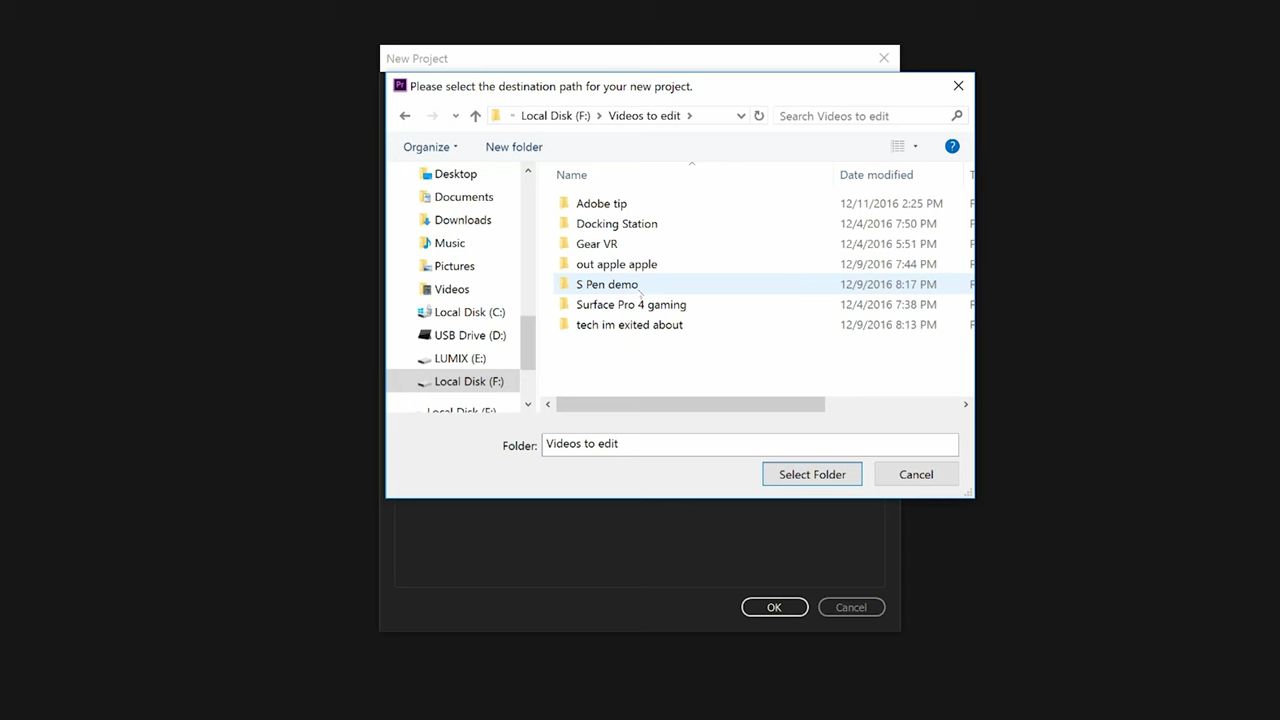 New Project
Pr Please select the destination path for your new project.
Local Disk (F:) Videos to edit
Search Videos to edit
Organize New folder
?
Desktop
Documents
Downloads
Music
Pictures
Videos
Local Disk (C:)
USB Drive (D:)
LUMIX (E:)
Local Disk (F:)
Local Disk (F:)
Name Date modified T
Adobe tip 12/11/2016 2:25 PM F
Docking Station 12/4/2016 7:50 PM F
Gear VR 12/4/2016 5:51 PM F
out apple apple 12/9/2016 7:44 PM F
S Pen demo 12/9/2016 8:17 PM F
Surface Pro 4 gaming 12/4/2016 7:38 PM F
tech im exited about 12/9/2016 8:13 PM F
Folder: Videos to edit
Select Folder Cancel
OK Cancel